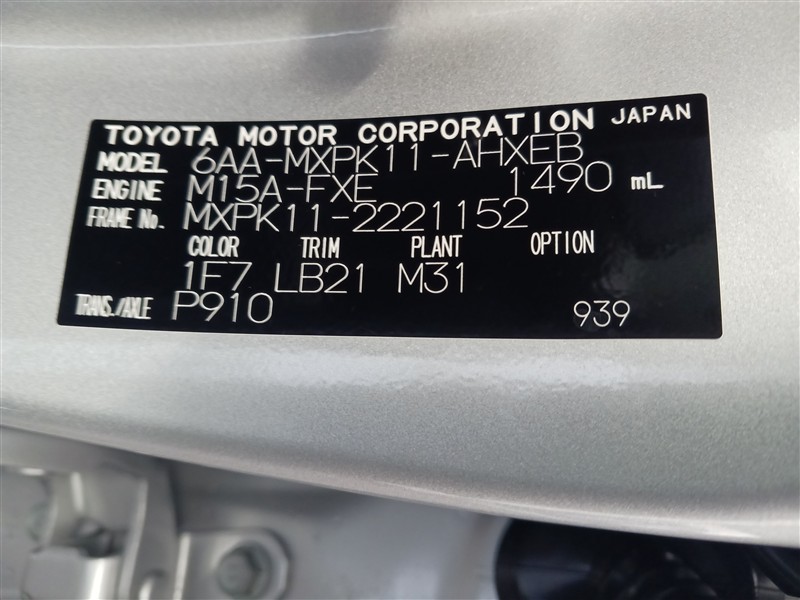 TOYOTA MOTOR CORPORATION JAPAN
MODEL 6AA-MXPK11-AHXEB
ENGINE M15A-FXE 1490 mL
FRAME No. MXPK11-2221152
COLOR TRIM PLANT OPTION
1F7 LB21 M31
TRANS./AXLE P910 939